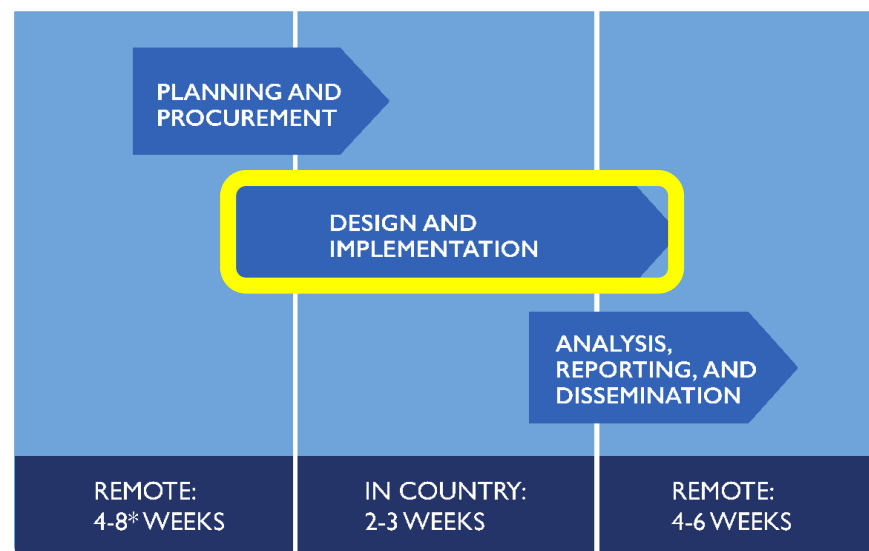 PLANNING AND
PROCUREMENT
DESIGN AND
IMPLEMENTATION
ANALYSIS,
REPORTING, AND
DISSEMINATION
REMOTE:
4-8* WEEKS
IN COUNTRY:
2-3 WEEKS
REMOTE:
4-6 WEEKS